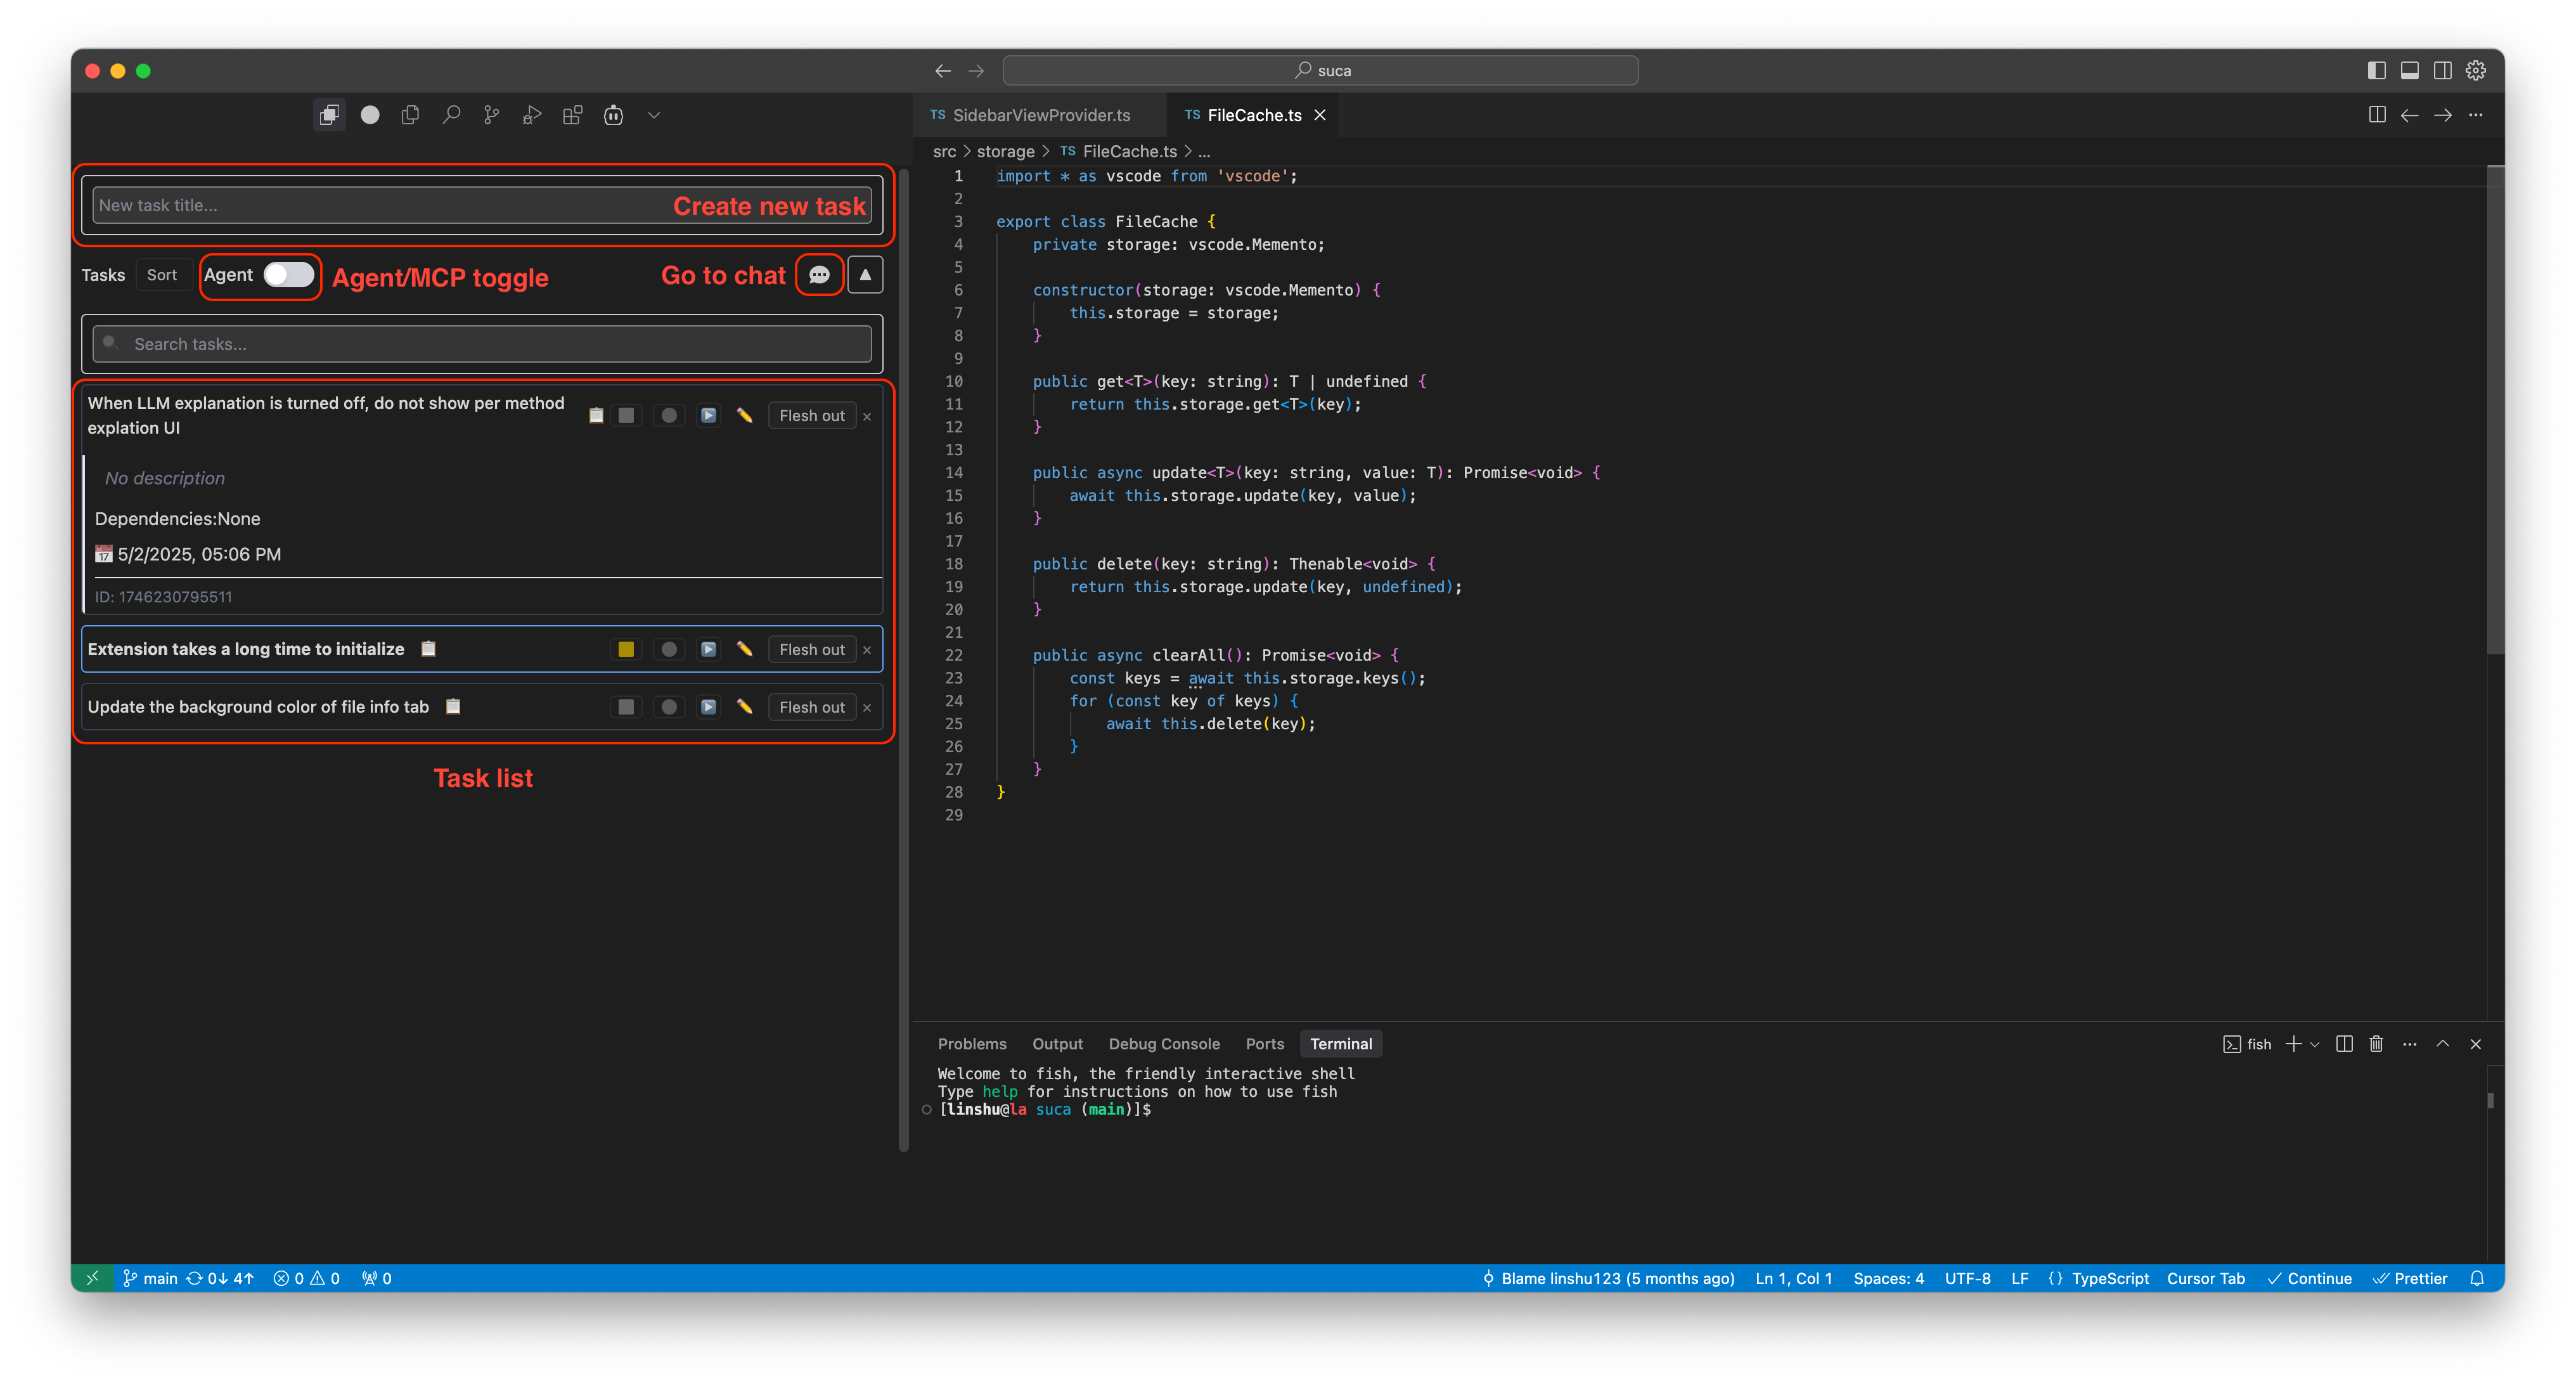 suca
SidebarViewProvider.ts
TS FileCache.ts
src > storage > TS FileCache.ts > ...
New task title...
Create new task
Tasks
Sort
Agent
Agent/MCP toggle
Go to chat
Search tasks...
When LLM explanation is turned off, do not show per method
explation UI
Flesh out
No description
Dependencies:None
17 5/2/2025, 05:06 PM
ID: 1746230795511
Extension takes a long time to initialize
Flesh out
Update the background color of file info tab
Flesh out
Task list
1 import * as vscode from 'vscode';
2
3 export class FileCache {
4 private storage: vscode.Memento;
5
6 constructor(storage: vscode.Memento) {
7 this.storage = storage;
8 }
9
10 public get<T>(key: string): T | undefined {
11 return this.storage.get<T>(key);
12 }
13
14 public async update<T>(key: string, value: T): Promise<void> {
15 await this.storage.update(key, value);
16 }
17
18 public delete(key: string): Thenable<void> {
19 return this.storage.update(key, undefined);
20 }
21
22 public async clearAll(): Promise<void> {
23 const keys = await this.storage.keys();
24 for (const key of keys) {
25 await this.delete(key);
26 }
27 }
28 }
29
Problems Output Debug Console Ports Terminal
fish
Welcome to fish, the friendly interactive shell
Type help for instructions on how to use fish
[linshu@la suca (main)]$
main 0↓ 4↑ 0 0 0
Blame linshu123 (5 months ago) Ln 1, Col 1 Spaces: 4 UTF-8 LF {} TypeScript Cursor Tab Continue Prettier